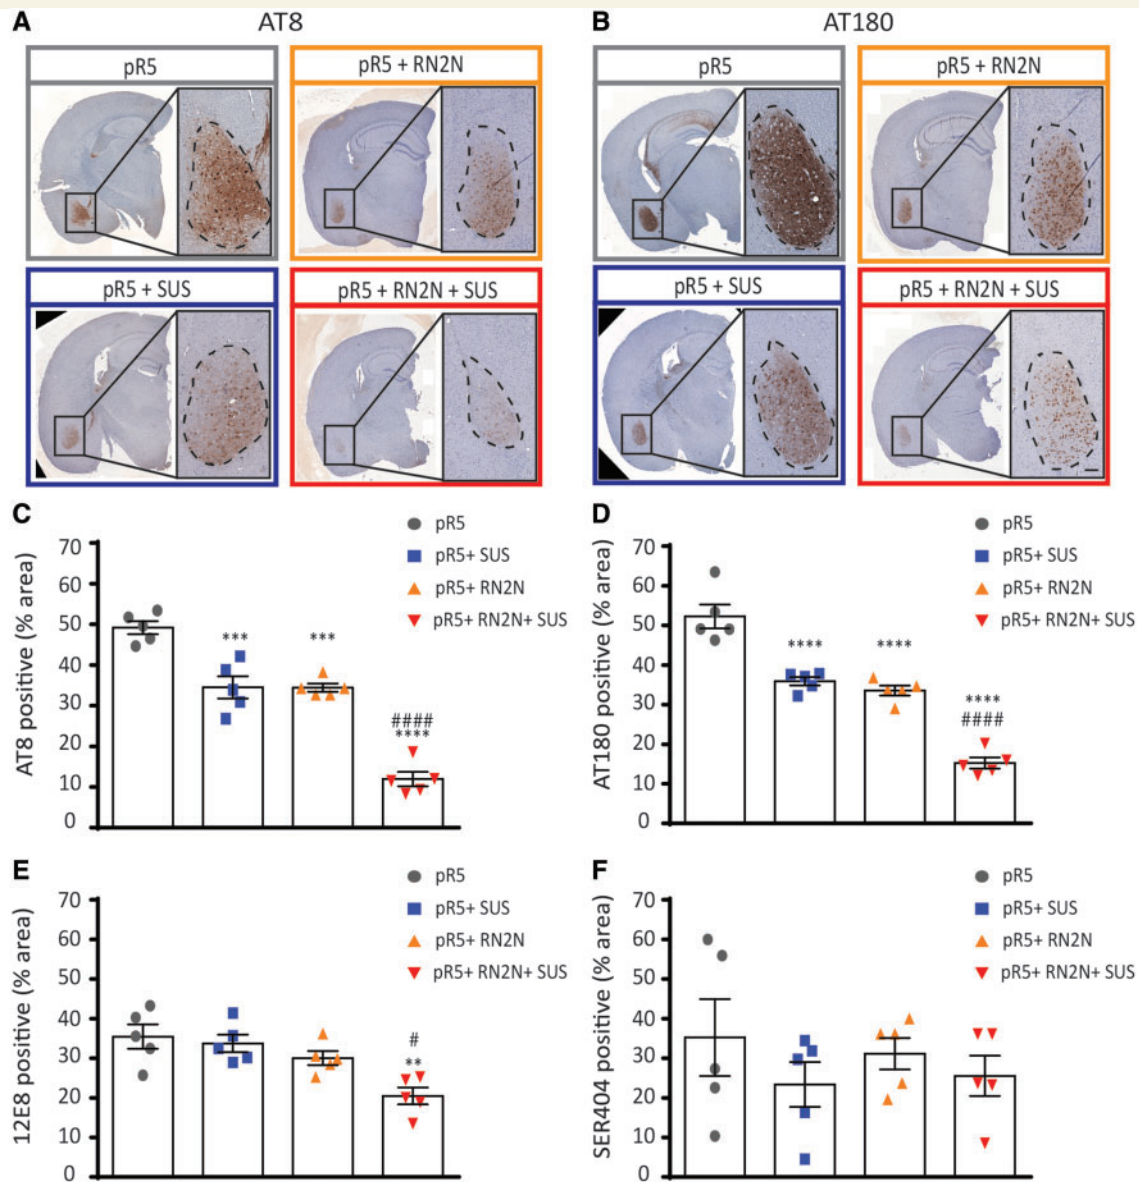 A AT8
pR5
pR5 + RN2N
pR5 + SUS
pR5 + RN2N + SUS
B AT180
pR5
pR5 + RN2N
pR5 + SUS
pR5 + RN2N + SUS
C
AT8 positive (% area)
70
60
50
40
30
20
10
0
***
***
####
****
pR5
pR5+ SUS
pR5+ RN2N
pR5+ RN2N+ SUS
D
AT180 positive (% area)
70
60
50
40
30
20
10
0
****
****
****
####
pR5
pR5+ SUS
pR5+ RN2N
pR5+ RN2N+ SUS
E
12E8 positive (% area)
70
60
50
40
30
20
10
0
#
**
pR5
pR5+ SUS
pR5+ RN2N
pR5+ RN2N+ SUS
F
SER404 positive (% area)
70
60
50
40
30
20
10
0
pR5
pR5+ SUS
pR5+ RN2N
pR5+ RN2N+ SUS